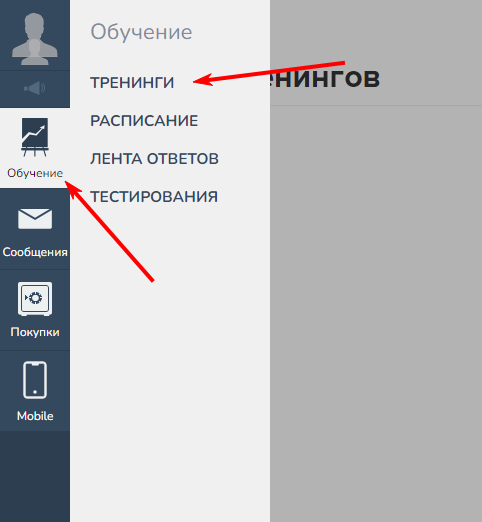 Обучение
ТРЕНИНГИ
РАСПИСАНИЕ
ЛЕНТА ОТВЕТОВ
ТЕСТИРОВАНИЯ
Обучение
Сообщения
Покупки
Mobile